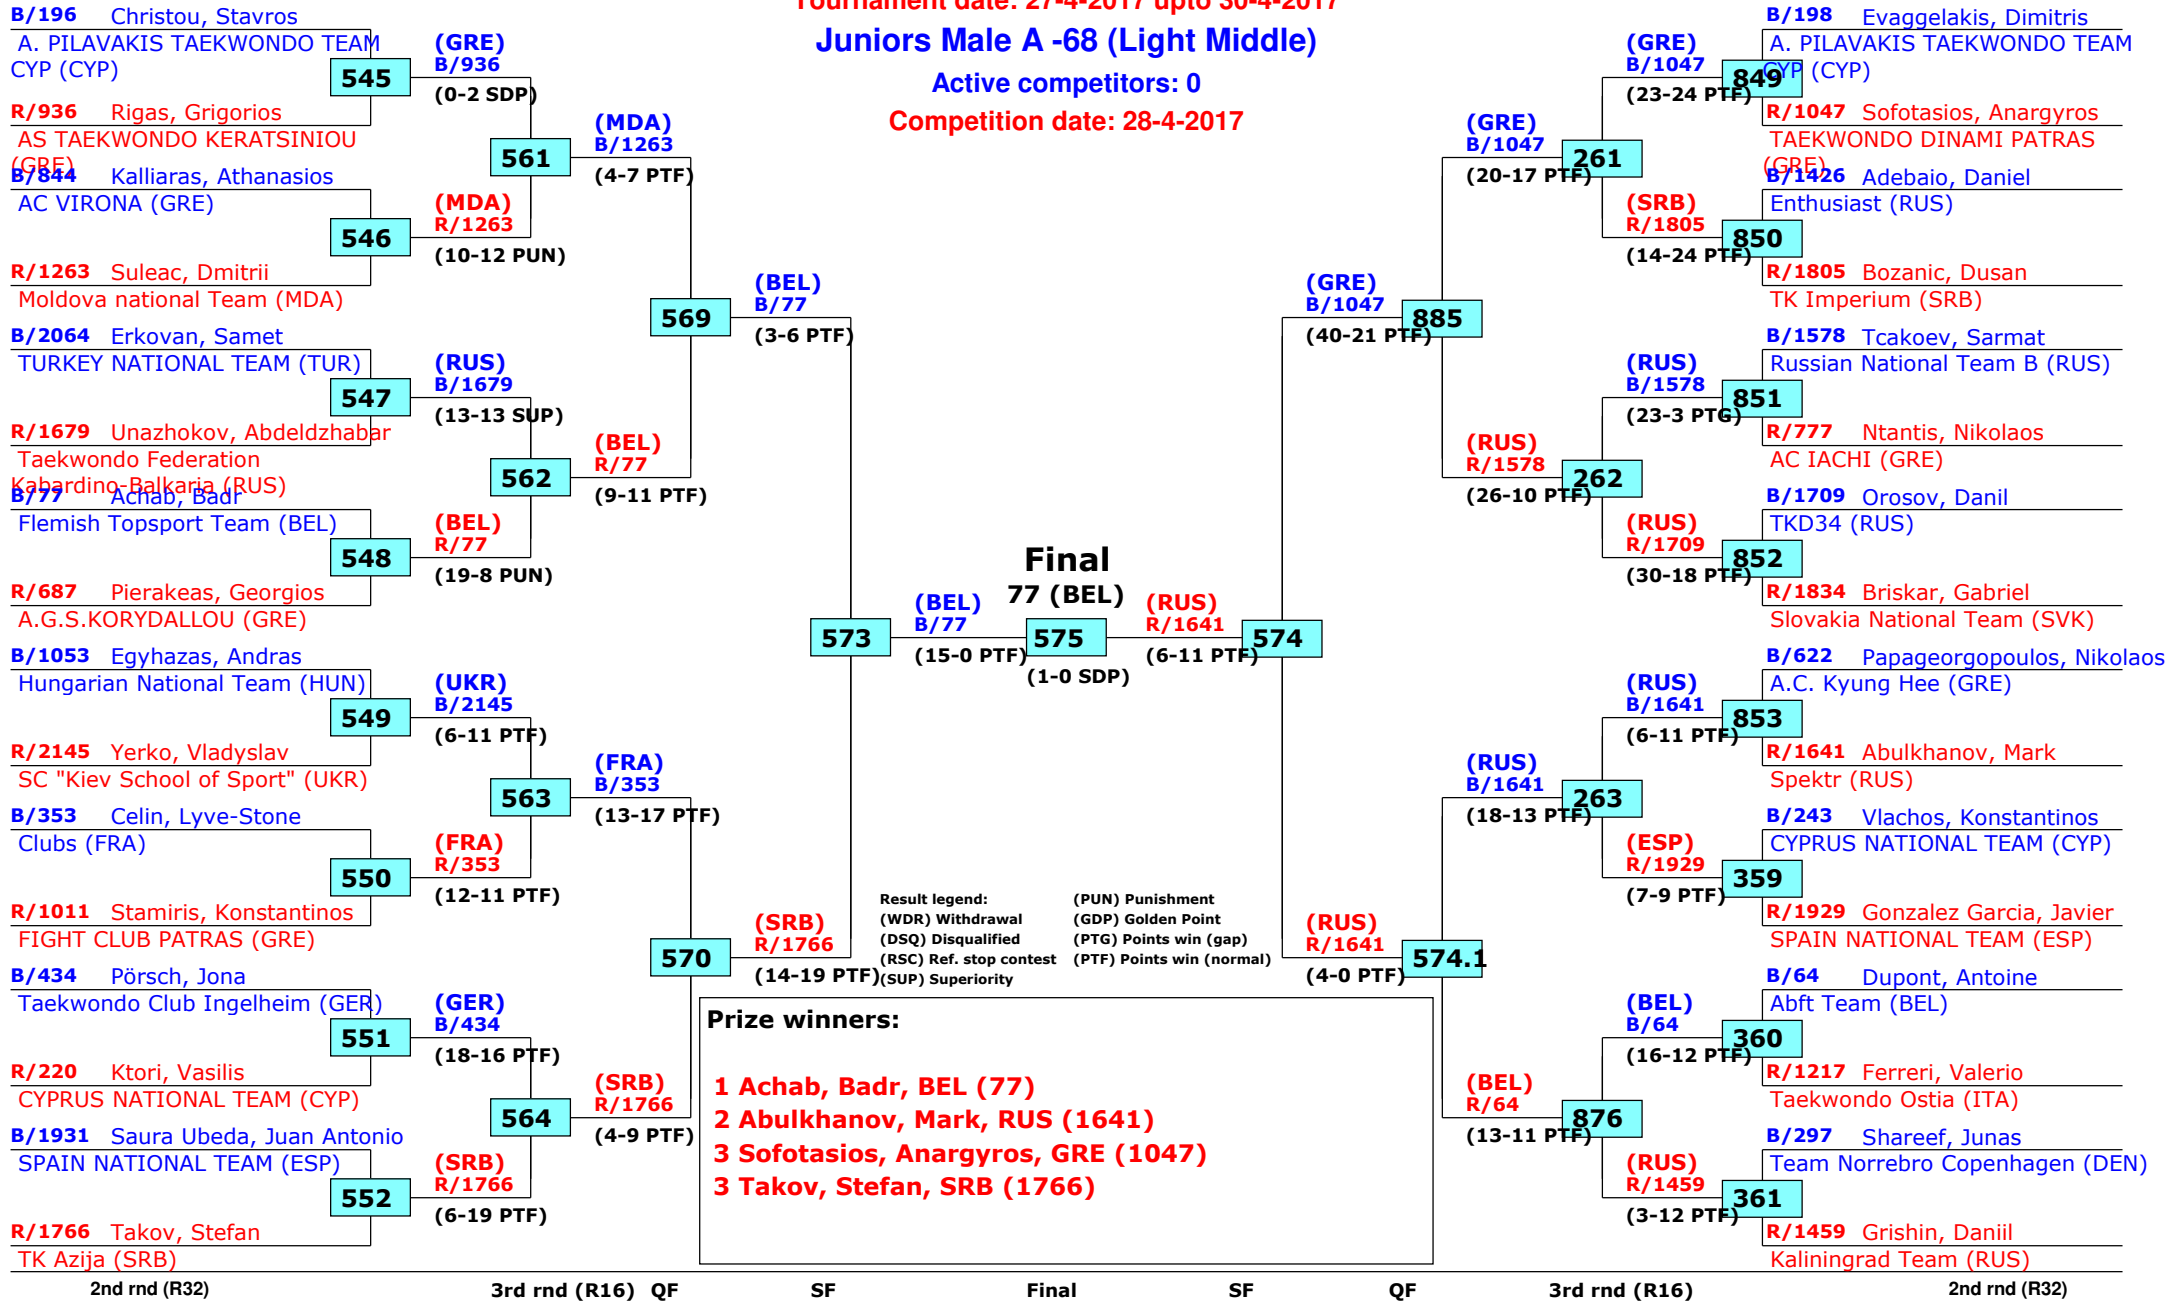 Tournament date: 27-4-2017 upto 30-4-2017
Juniors Male A -68 (Light Middle)
Active competitors: 0
Competition date: 28-4-2017
B/196 Christou, Stavros
A. PILAVAKIS TAEKWONDO TEAM
CYP (CYP)
545
R/936 Rigas, Grigorios
AS TAEKWONDO KERATSINIOU
(GRE)
B/844 Kalliaras, Athanasios
AC VIRONA (GRE)
546
R/1263 Suleac, Dmitrii
Moldova national Team (MDA)
B/2064 Erkovan, Samet
TURKEY NATIONAL TEAM (TUR)
547
R/1679 Unazhokov, Abdeldzhabar
Taekwondo Federation
Kabardino-Balkaria (RUS)
B/77 Achab, Badr
Flemish Topsport Team (BEL)
548
R/687 Pierakeas, Georgios
A.G.S.KORYDALLOU (GRE)
B/1053 Egyhazas, Andras
Hungarian National Team (HUN)
549
R/2145 Yerko, Vladyslav
SC "Kiev School of Sport" (UKR)
B/353 Celin, Lyve-Stone
Clubs (FRA)
550
R/1011 Stamiris, Konstantinos
FIGHT CLUB PATRAS (GRE)
B/434 Pörsch, Jona
Taekwondo Club Ingelheim (GER)
551
R/220 Ktori, Vasilis
CYPRUS NATIONAL TEAM (CYP)
B/1931 Saura Ubeda, Juan Antonio
SPAIN NATIONAL TEAM (ESP)
552
R/1766 Takov, Stefan
TK Azija (SRB)
(GRE)
B/936
(0-2 SDP)
561
(MDA)
R/1263
(10-12 PUN)
(RUS)
B/1679
(13-13 SUP)
562
(BEL)
R/77
(19-8 PUN)
(UKR)
B/2145
(6-11 PTF)
563
(FRA)
R/353
(12-11 PTF)
(GER)
B/434
(18-16 PTF)
564
(SRB)
R/1766
(6-19 PTF)
(MDA)
B/1263
(4-7 PTF)
569
(BEL)
R/77
(9-11 PTF)
(FRA)
B/353
(13-17 PTF)
570
(SRB)
R/1766
(4-9 PTF)
(BEL)
B/77
(3-6 PTF)
573
(SRB)
R/1766
(14-19 PTF)
(BEL)
B/77
(15-0 PTF)
Final
77 (BEL)
575
(1-0 SDP)
(RUS)
R/1641
(6-11 PTF)
574
(GRE)
B/1047
(40-21 PTF)
885
(RUS)
R/1641
(4-0 PTF)
574.1
(GRE)
B/1047
(20-17 PTF)
261
(RUS)
R/1578
(26-10 PTF)
262
(RUS)
B/1641
(18-13 PTF)
263
(BEL)
R/64
(13-11 PTF)
876
(GRE)
B/1047
(23-24 PTF)
849
(SRB)
R/1805
(14-24 PTF)
850
(RUS)
B/1578
(23-3 PTG)
851
(RUS)
R/1709
(30-18 PTF)
852
(RUS)
B/1641
(6-11 PTF)
853
(ESP)
R/1929
(7-9 PTF)
359
(BEL)
B/64
(16-12 PTF)
360
(RUS)
R/1459
(3-12 PTF)
361
B/198 Evaggelakis, Dimitris
A. PILAVAKIS TAEKWONDO TEAM
CYP (CYP)
R/1047 Sofotasios, Anargyros
TAEKWONDO DINAMI PATRAS
(GRE)
B/1426 Adebaio, Daniel
Enthusiast (RUS)
R/1805 Bozanic, Dusan
TK Imperium (SRB)
B/1578 Tcakoev, Sarmat
Russian National Team B (RUS)
R/777 Ntantis, Nikolaos
AC IACHI (GRE)
B/1709 Orosov, Danil
TKD34 (RUS)
R/1834 Briskar, Gabriel
Slovakia National Team (SVK)
B/622 Papageorgopoulos, Nikolaos
A.C. Kyung Hee (GRE)
R/1641 Abulkhanov, Mark
Spektr (RUS)
B/243 Vlachos, Konstantinos
CYPRUS NATIONAL TEAM (CYP)
R/1929 Gonzalez Garcia, Javier
SPAIN NATIONAL TEAM (ESP)
B/64 Dupont, Antoine
Abft Team (BEL)
R/1217 Ferreri, Valerio
Taekwondo Ostia (ITA)
B/297 Shareef, Junas
Team Norrebro Copenhagen (DEN)
R/1459 Grishin, Daniil
Kaliningrad Team (RUS)
Result legend:
(WDR) Withdrawal
(DSQ) Disqualified
(RSC) Ref. stop contest
(SUP) Superiority
(PUN) Punishment
(GDP) Golden Point
(PTG) Points win (gap)
(PTF) Points win (normal)
Prize winners:
1 Achab, Badr, BEL (77)
2 Abulkhanov, Mark, RUS (1641)
3 Sofotasios, Anargyros, GRE (1047)
3 Takov, Stefan, SRB (1766)
2nd rnd (R32) 3rd rnd (R16) QF SF Final SF QF 3rd rnd (R16) 2nd rnd (R32)